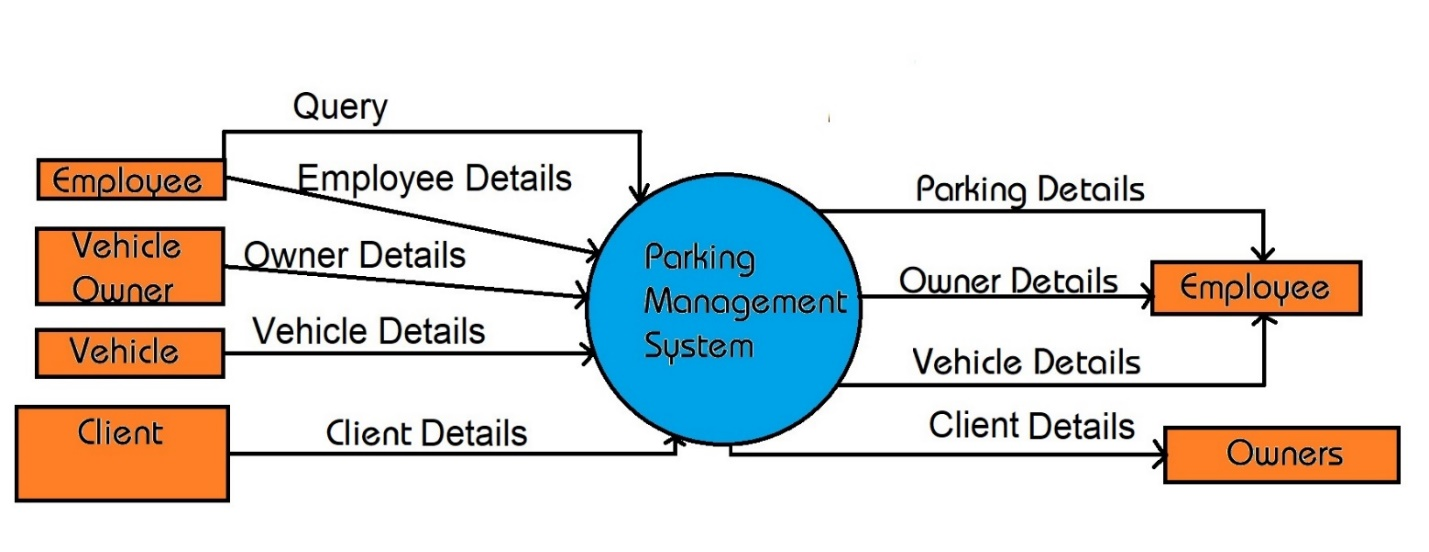 Query
Employee
Employee Details
Vehicle
Owner
Owner Details
Vehicle
Vehicle Details
Client
Client Details
Parking
Management
System
Parking Details
Owner Details
Employee
Vehicle Details
Client Details
Owners